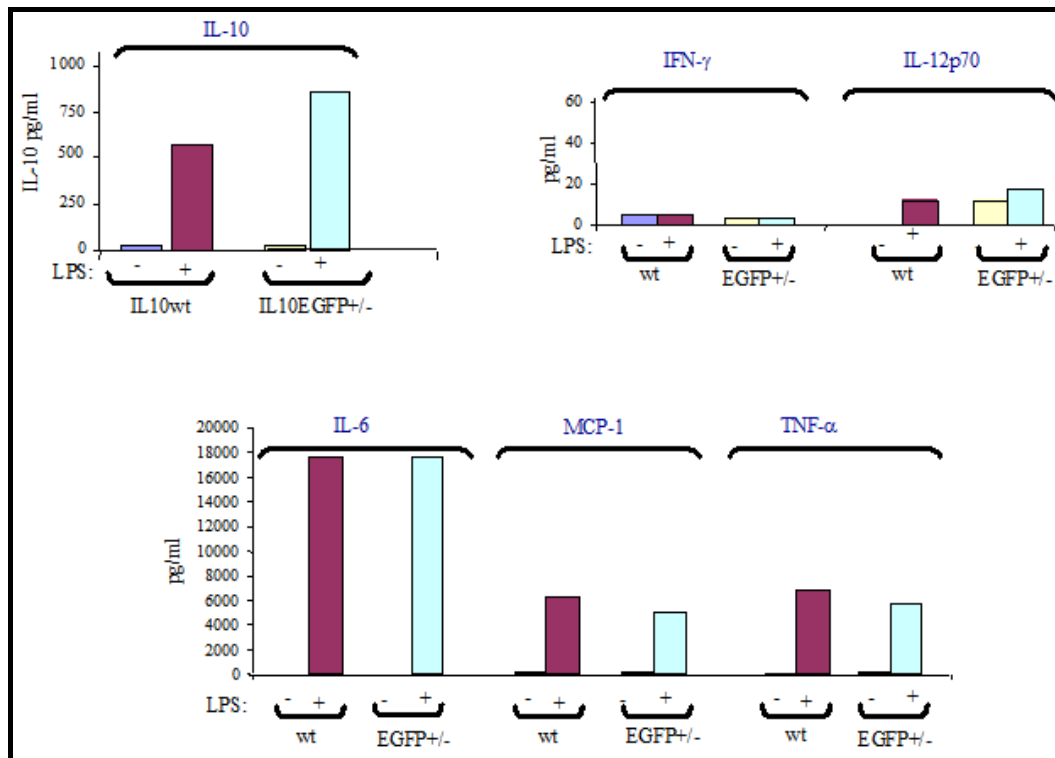 IL-10
IL-10 pg/ml
1000
750
500
250
0
LPS: - + - +
IL10wt IL10EGFP+/-
IFN-γ IL-12p70
pg/ml
60
40
20
0
- + - + - + +
wt EGFP+/- wt EGFP+/-
IL-6 MCP-1 TNF-α
pg/ml
20000
18000
16000
14000
12000
10000
8000
6000
4000
2000
0
LPS: - + - + - + - + - + - +
wt EGFP+/- wt EGFP+/- wt EGFP+/-